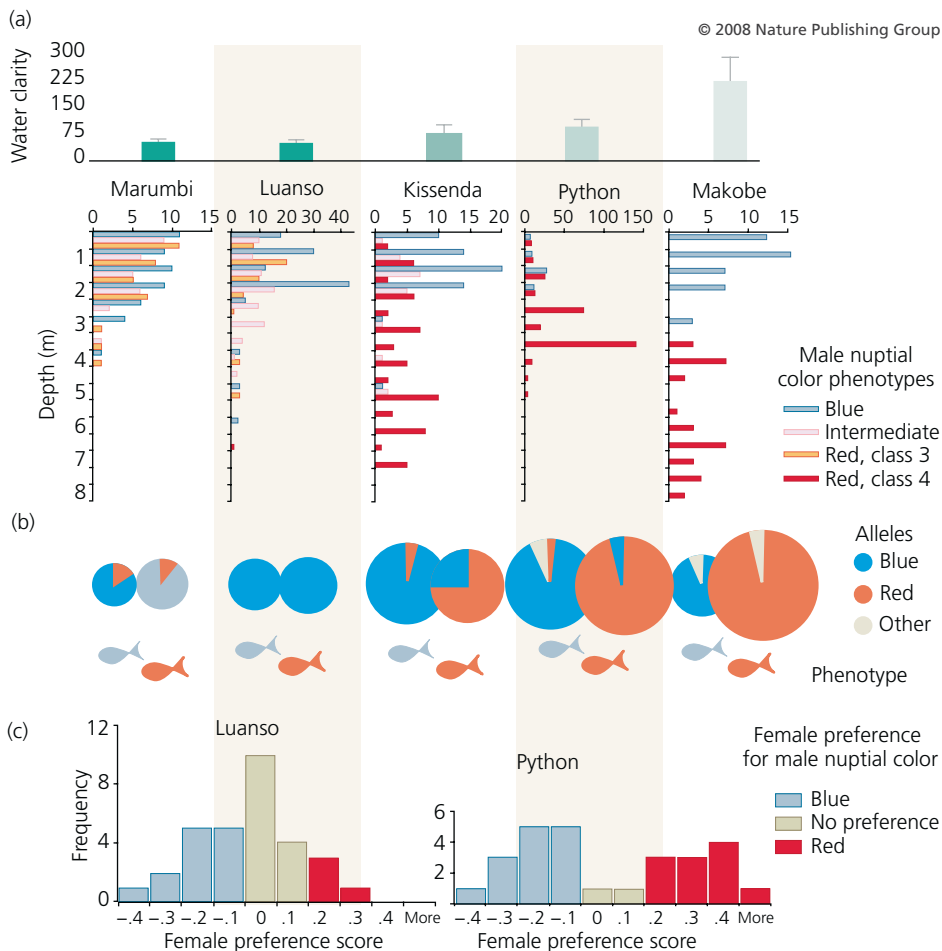 (a)
© 2008 Nature Publishing Group
Water clarity
300
225
150
75
0
Marumbi
Luanso
Kissenda
Python
Makobe
0 5 10 15
0 10 20 30 40
0 5 10 15 20
0 50 100 150
0 5 10 15
Depth (m)
1
2
3
4
5
6
7
8
Male nuptial
color phenotypes
Blue
Intermediate
Red, class 3
Red, class 4
(b)
Alleles
Blue
Red
Other
Phenotype
(c)
Luanso
Frequency
12
9
6
4
0
–.4 –.3 –.2 –.1 0 .1 .2 .3 .4 More
Female preference score
Python
6
4
2
–.4 –.3 –.2 –.1 0 .1 .2 .3 .4 More
Female preference score
Female preference
for male nuptial color
Blue
No preference
Red